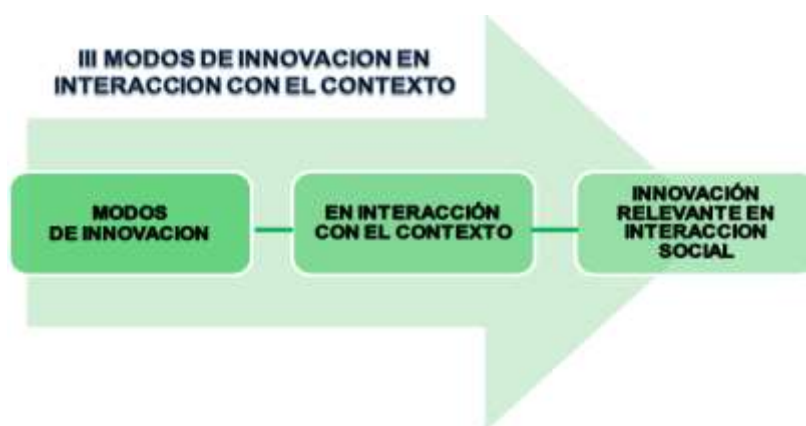 III MODOS DE INNOVACION EN
INTERACCION CON EL CONTEXTO
MODOS
DE INNOVACION
EN INTERACCIÓN
CON EL CONTEXTO
INNOVACIÓN
RELEVANTE EN
INTERACCION
SOCIAL